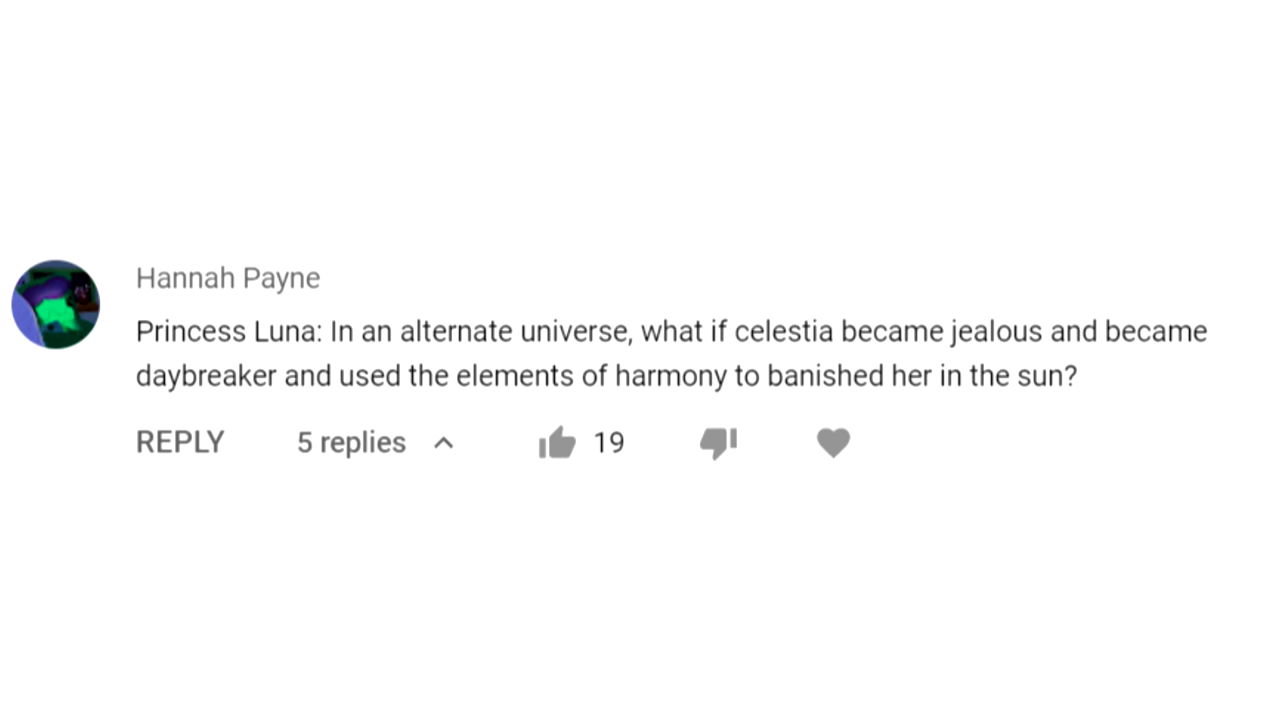 Hannah Payne
Princess Luna: In an alternate universe, what if celestia became jealous and became
daybreaker and used the elements of harmony to banished her in the sun?
REPLY 5 replies 19